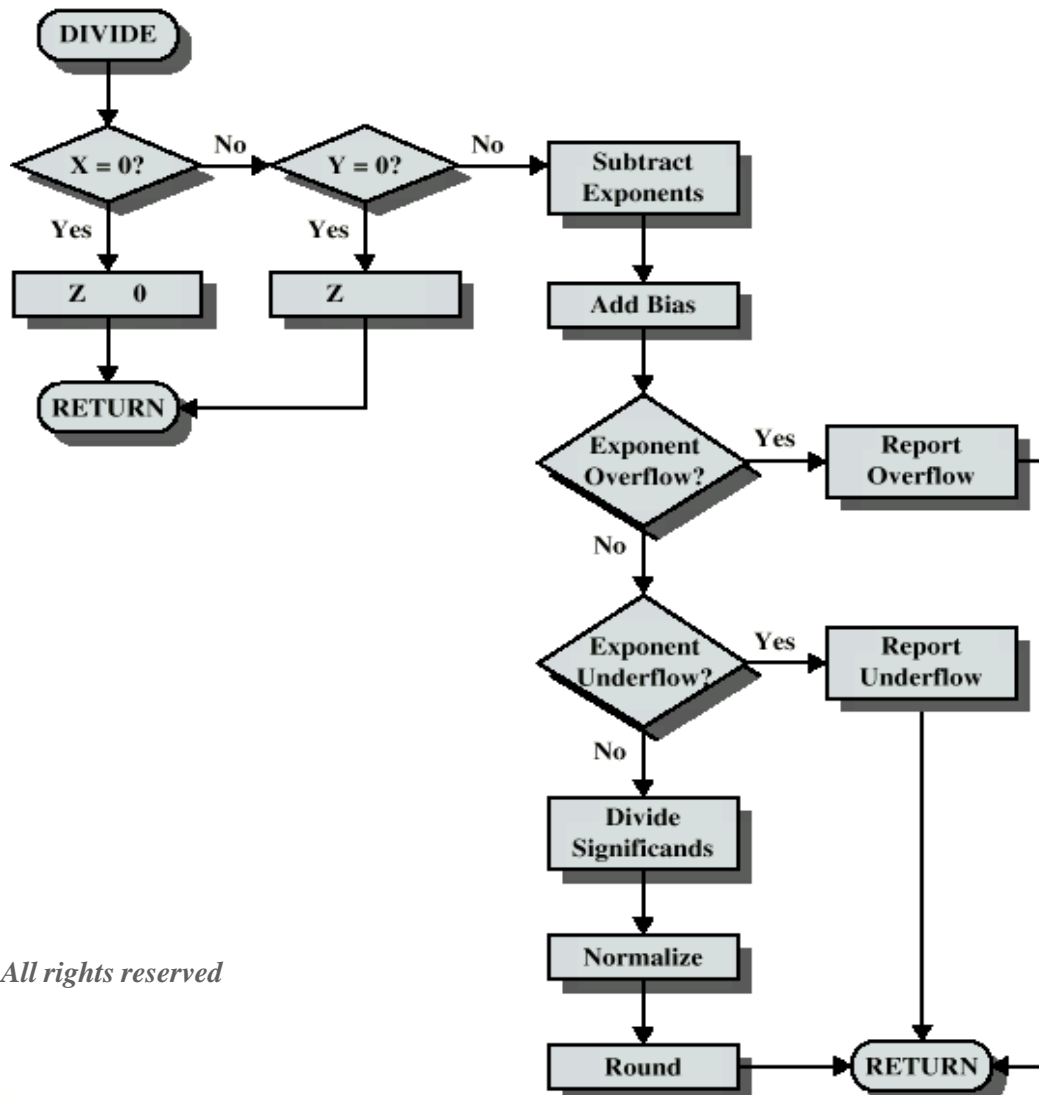 DIVIDE
X = 0?
No
Y = 0?
No
Subtract
Exponents
Yes
Yes
Z 0
Z
Add Bias
RETURN
Exponent
Overflow?
Yes
Report
Overflow
No
Exponent
Underflow?
Yes
Report
Underflow
No
Divide
Significands
Normalize
All rights reserved
Round
RETURN